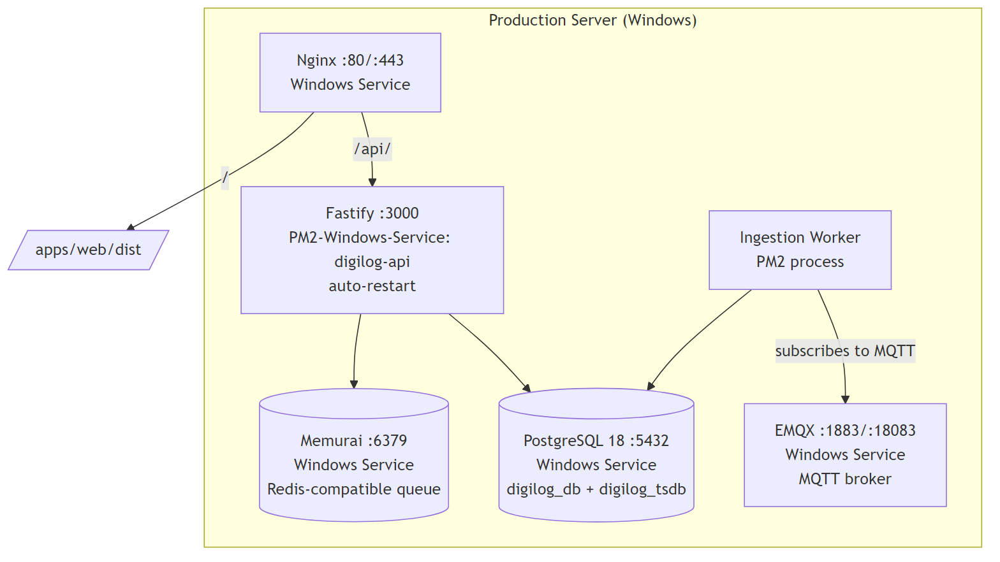 Production Server (Windows)
Nginx :80/:443
Windows Service
/api/
/
Fastify :3000
PM2-Windows-Service:
digilog-api
auto-restart
apps/web/dist
Ingestion Worker
PM2 process
subscribes to MQTT
Memurai :6379
Windows Service
Redis-compatible queue
PostgreSQL 18 :5432
Windows Service
digilog_db + digilog_tsdb
EMQX :1883/:18083
Windows Service
MQTT broker